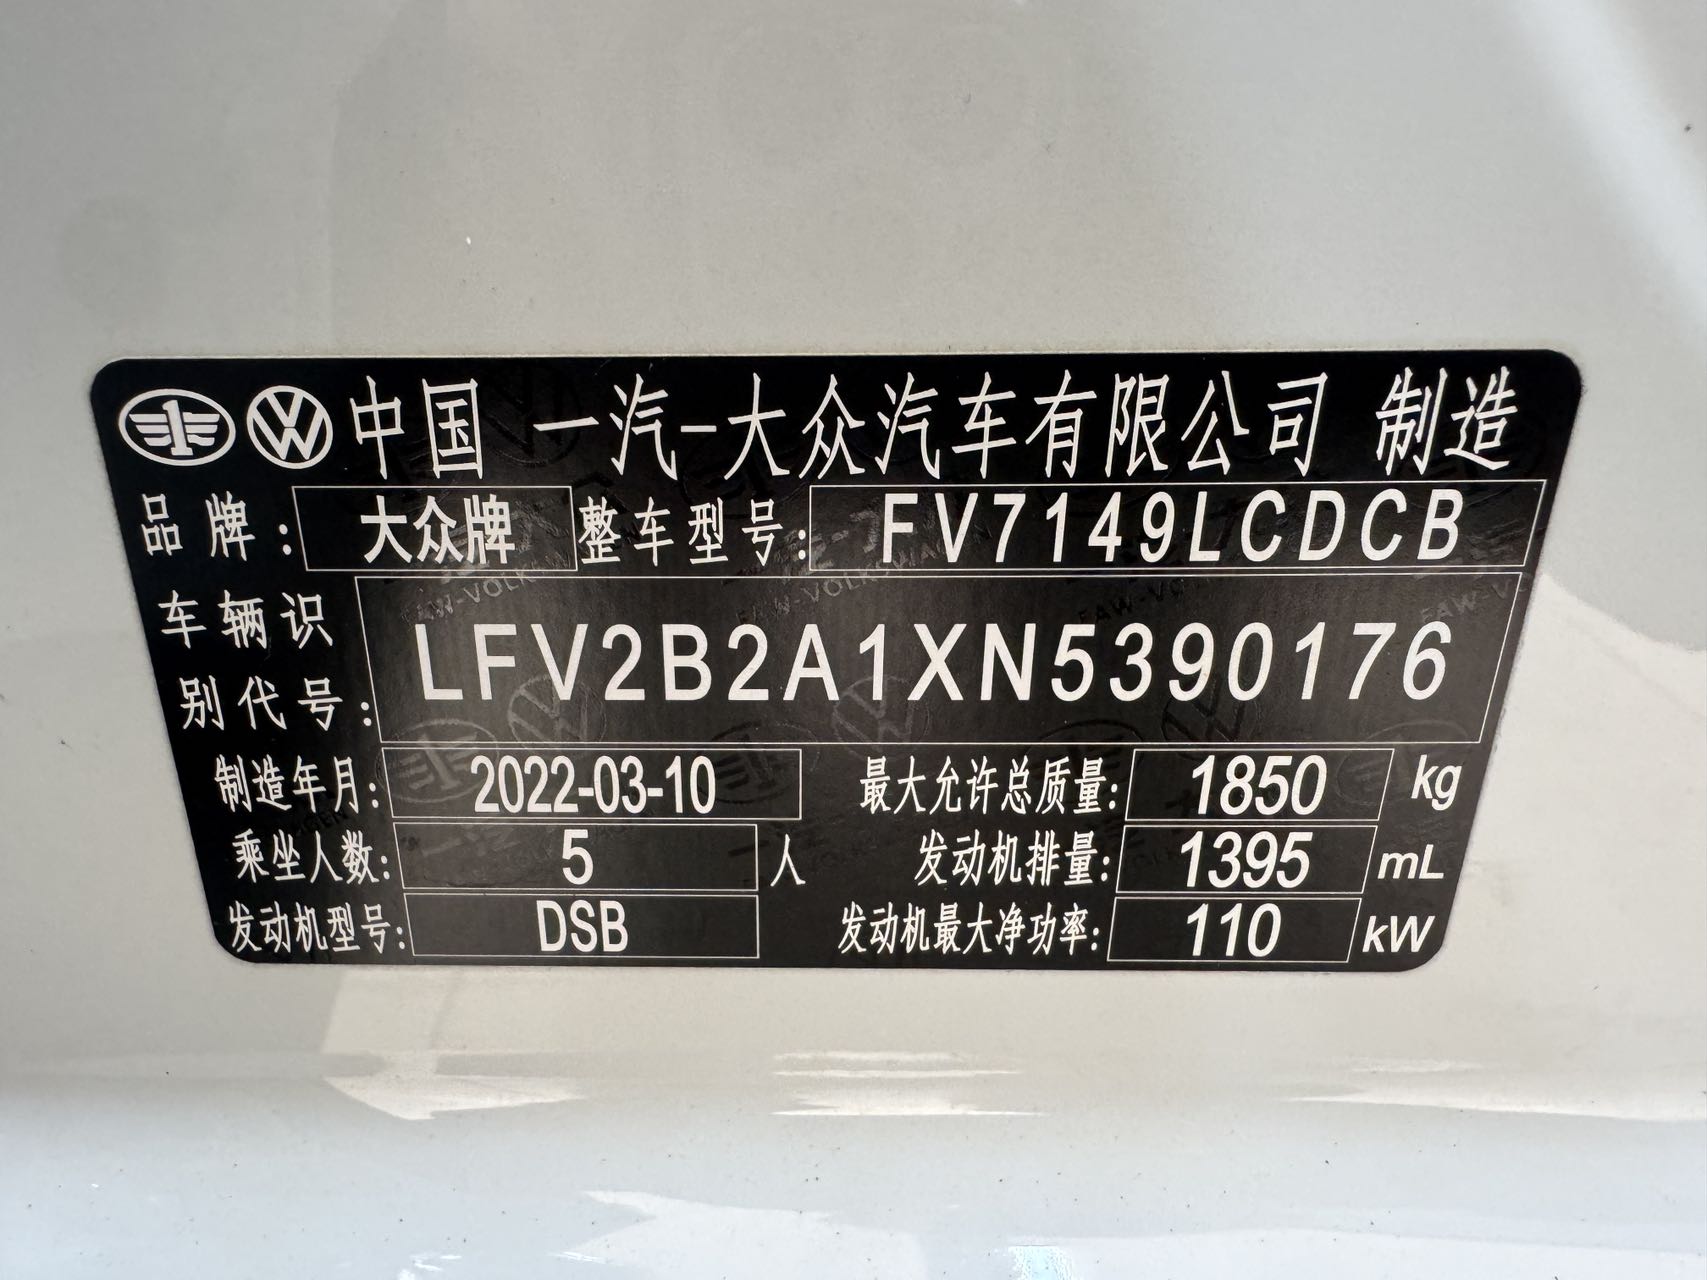 中国 一汽-大众汽车有限公司 制造
品牌: 大众牌 整车型号: FV7149LCDCB
车辆识
别代号: LFV2B2A1XN5390176
制造年月: 2022-03-10 最大允许总质量: 1850 kg
乘坐人数: 5 人 发动机排量: 1395 mL
发动机型号: DSB 发动机最大净功率: 110 kW